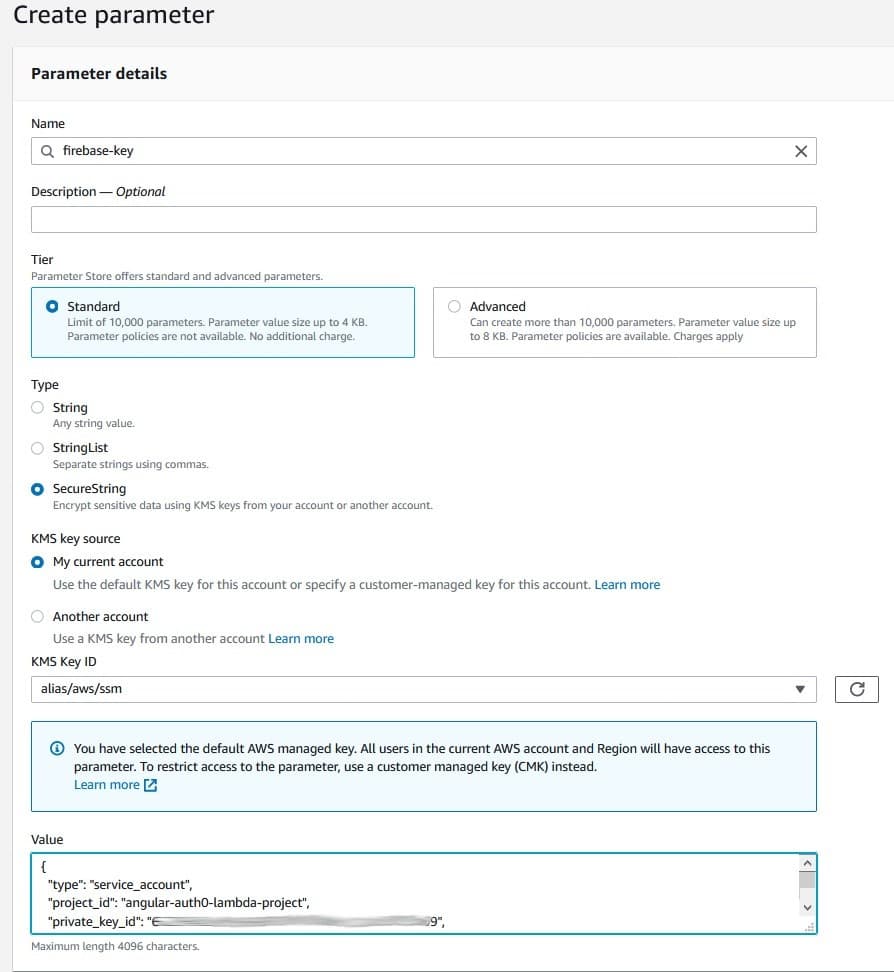 Create parameter
Parameter details
Name
firebase-key
Description — Optional
Tier
Parameter Store offers standard and advanced parameters.
Standard
Limit of 10,000 parameters. Parameter value size up to 4 KB.
Parameter policies are not available. No additional charge.
Advanced
Can create more than 10,000 parameters. Parameter value size up
to 8 KB. Parameter policies are available. Charges apply
Type
String
Any string value.
StringList
Separate strings using commas.
SecureString
Encrypt sensitive data using KMS keys from your account or another account.
KMS key source
My current account
Use the default KMS key for this account or specify a customer-managed key for this account. Learn more
Another account
Use a KMS key from another account Learn more
KMS Key ID
alias/aws/ssm
You have selected the default AWS managed key. All users in the current AWS account and Region will have access to this
parameter. To restrict access to the parameter, use a customer managed key (CMK) instead.
Learn more
Value
{
"type": "service_account",
"project_id": "angular-auth0-lambda-project",
"private_key_id": "
9",
Maximum length 4096 characters.